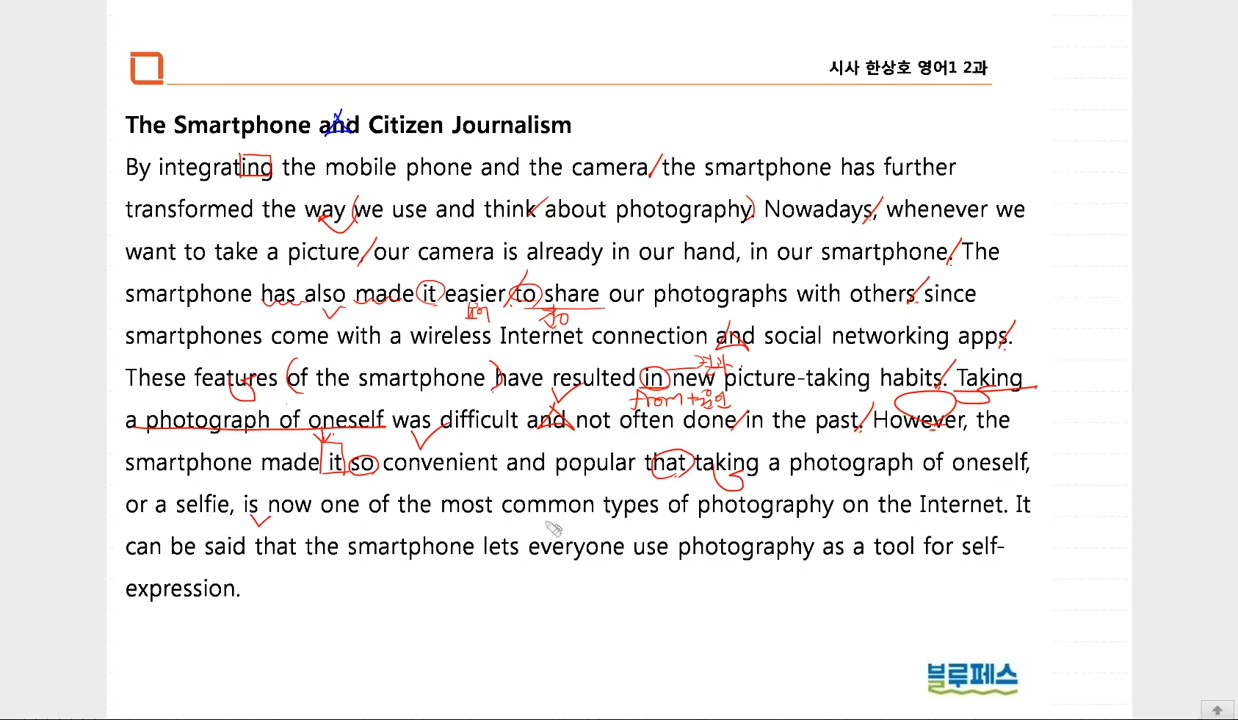 시사 한상호 영어1 2과
The Smartphone and Citizen Journalism
By integrating the mobile phone and the camera, the smartphone has further
transformed the way we use and think about photography. Nowadays, whenever we
want to take a picture, our camera is already in our hand, in our smartphone. The
smartphone has also made it easier to share our photographs with others since
smartphones come with a wireless Internet connection and social networking apps.
결과
These features of the smartphone have resulted in new picture-taking habits. Taking
from+원인
a photograph of oneself was difficult and not often done in the past. However, the
smartphone made it so convenient and popular that taking a photograph of oneself,
or a selfie, is now one of the most common types of photography on the Internet. It
can be said that the smartphone lets everyone use photography as a tool for self-
expression.
블루페스